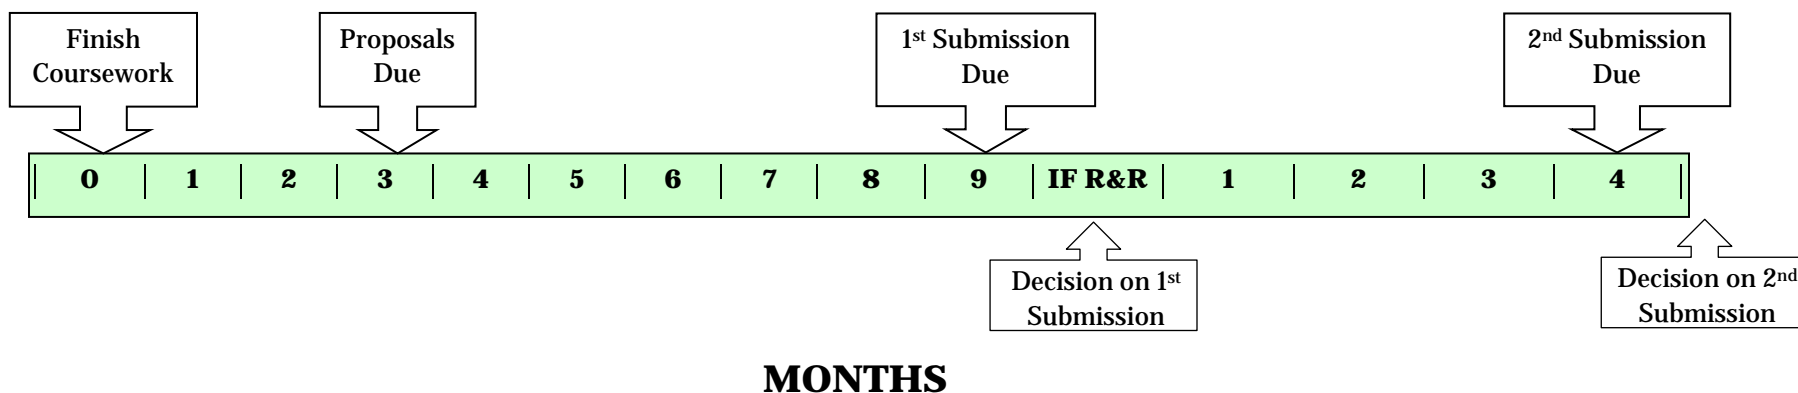 Finish
Coursework
Proposals
Due
1st Submission
Due
2nd Submission
Due
0 1 2 3 4 5 6 7 8 9 IF R&R 1 2 3 4
Decision on 1st
Submission
Decision on 2nd
Submission
MONTHS